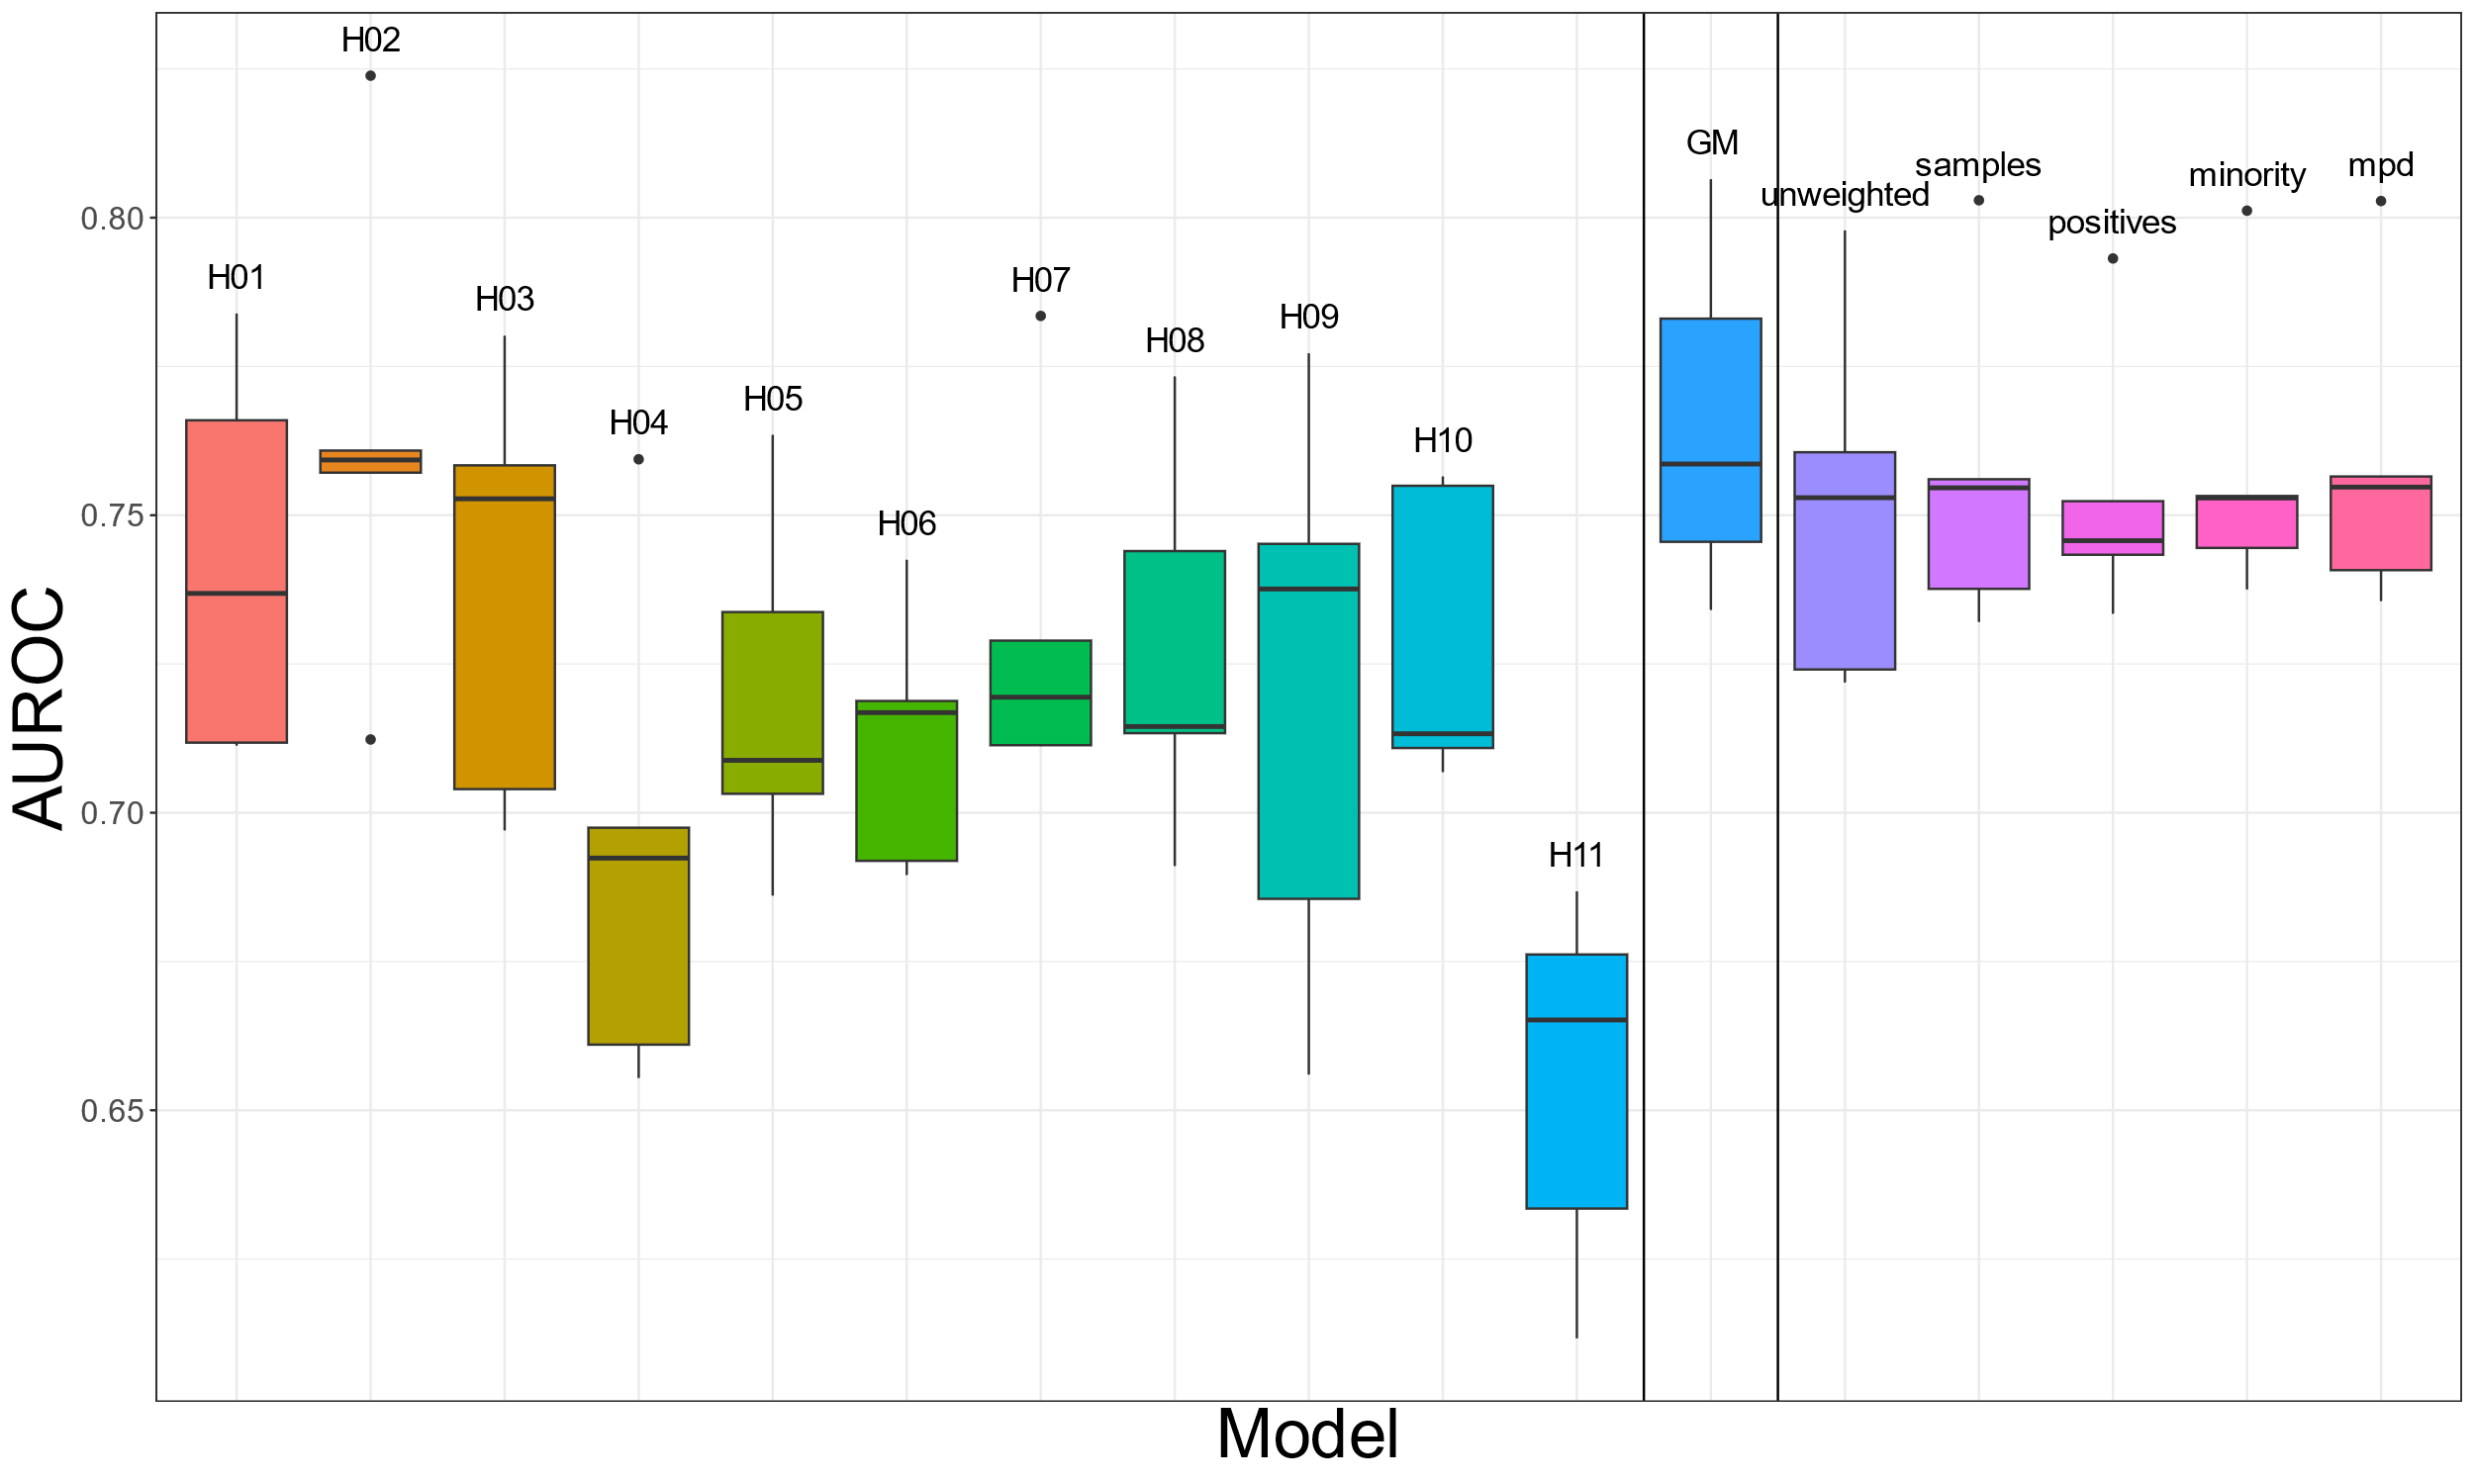 H02
GM
samples
minority
mpd
unweighted
positives
H01
H07
H03
H09
H08
H05
H04
H10
H06
H11
0.80
0.75
0.70
0.65
AUROC
Model